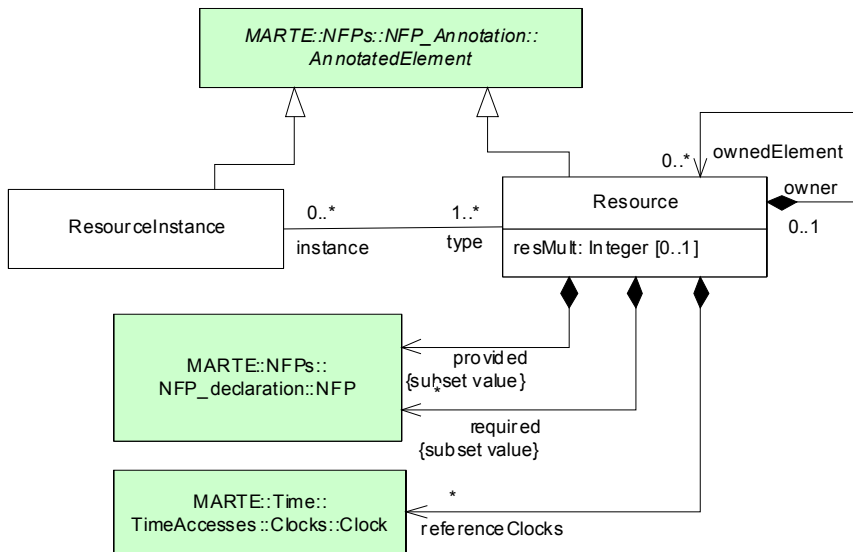 MARTE::NFPs::NFP_Annotation::
AnnotatedElement
0..*
ownedElement
owner
0..1
ResourceInstance
0..*
instance
1..*
type
Resource
resMult: Integer [0..1]
MARTE::NFPs::
NFP_declaration::NFP
provided
{subset value}
*
required
{subset value}
MARTE::Time::
TimeAccesses::Clocks::Clock
*
referenceClocks